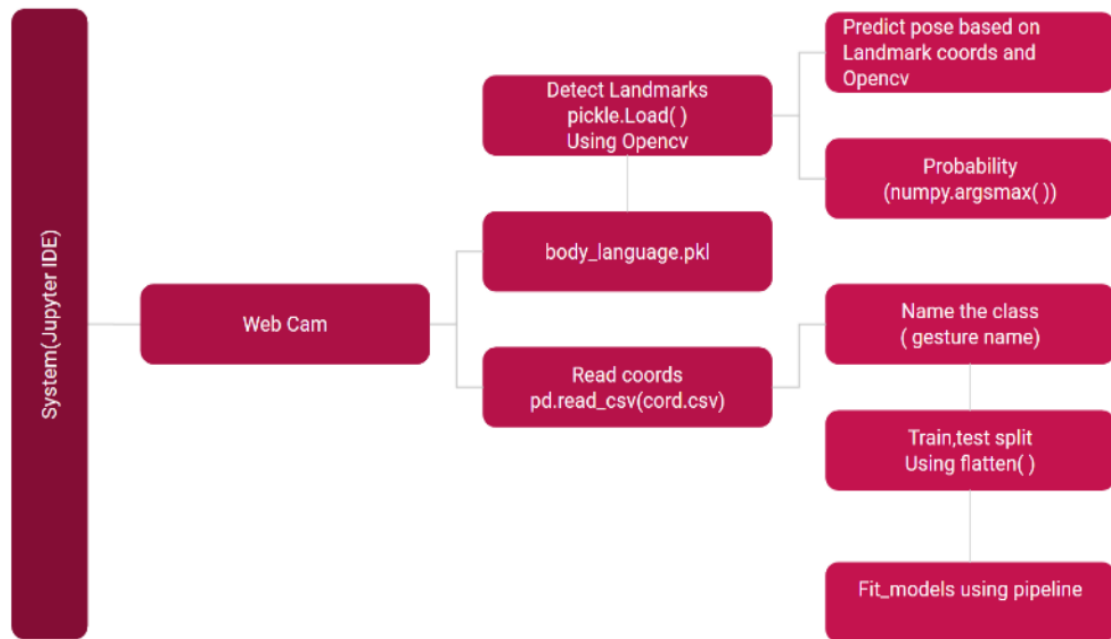 System(Jupyter IDE)
Web Cam
Detect Landmarks
pickle.Load( )
Using Opencv
body_language.pkl
Read coords
pd.read_csv(cord.csv)
Predict pose based on
Landmark coords and
Opencv
Probability
(numpy.argsmax( ))
Name the class
( gesture name)
Train,test split
Using flatten( )
Fit_models using pipeline